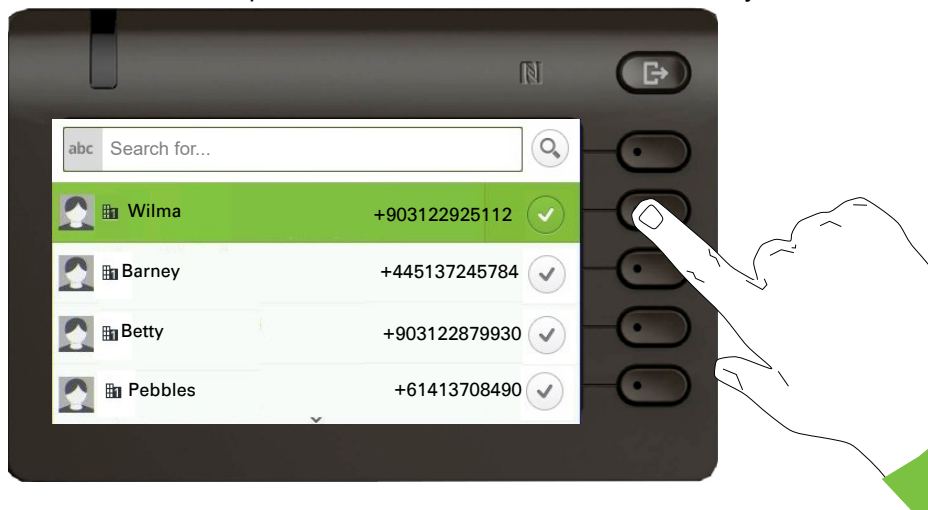 abc Search for...
Wilma +903122925112
Barney +445137245784
Betty +903122879930
Pebbles +61413708490